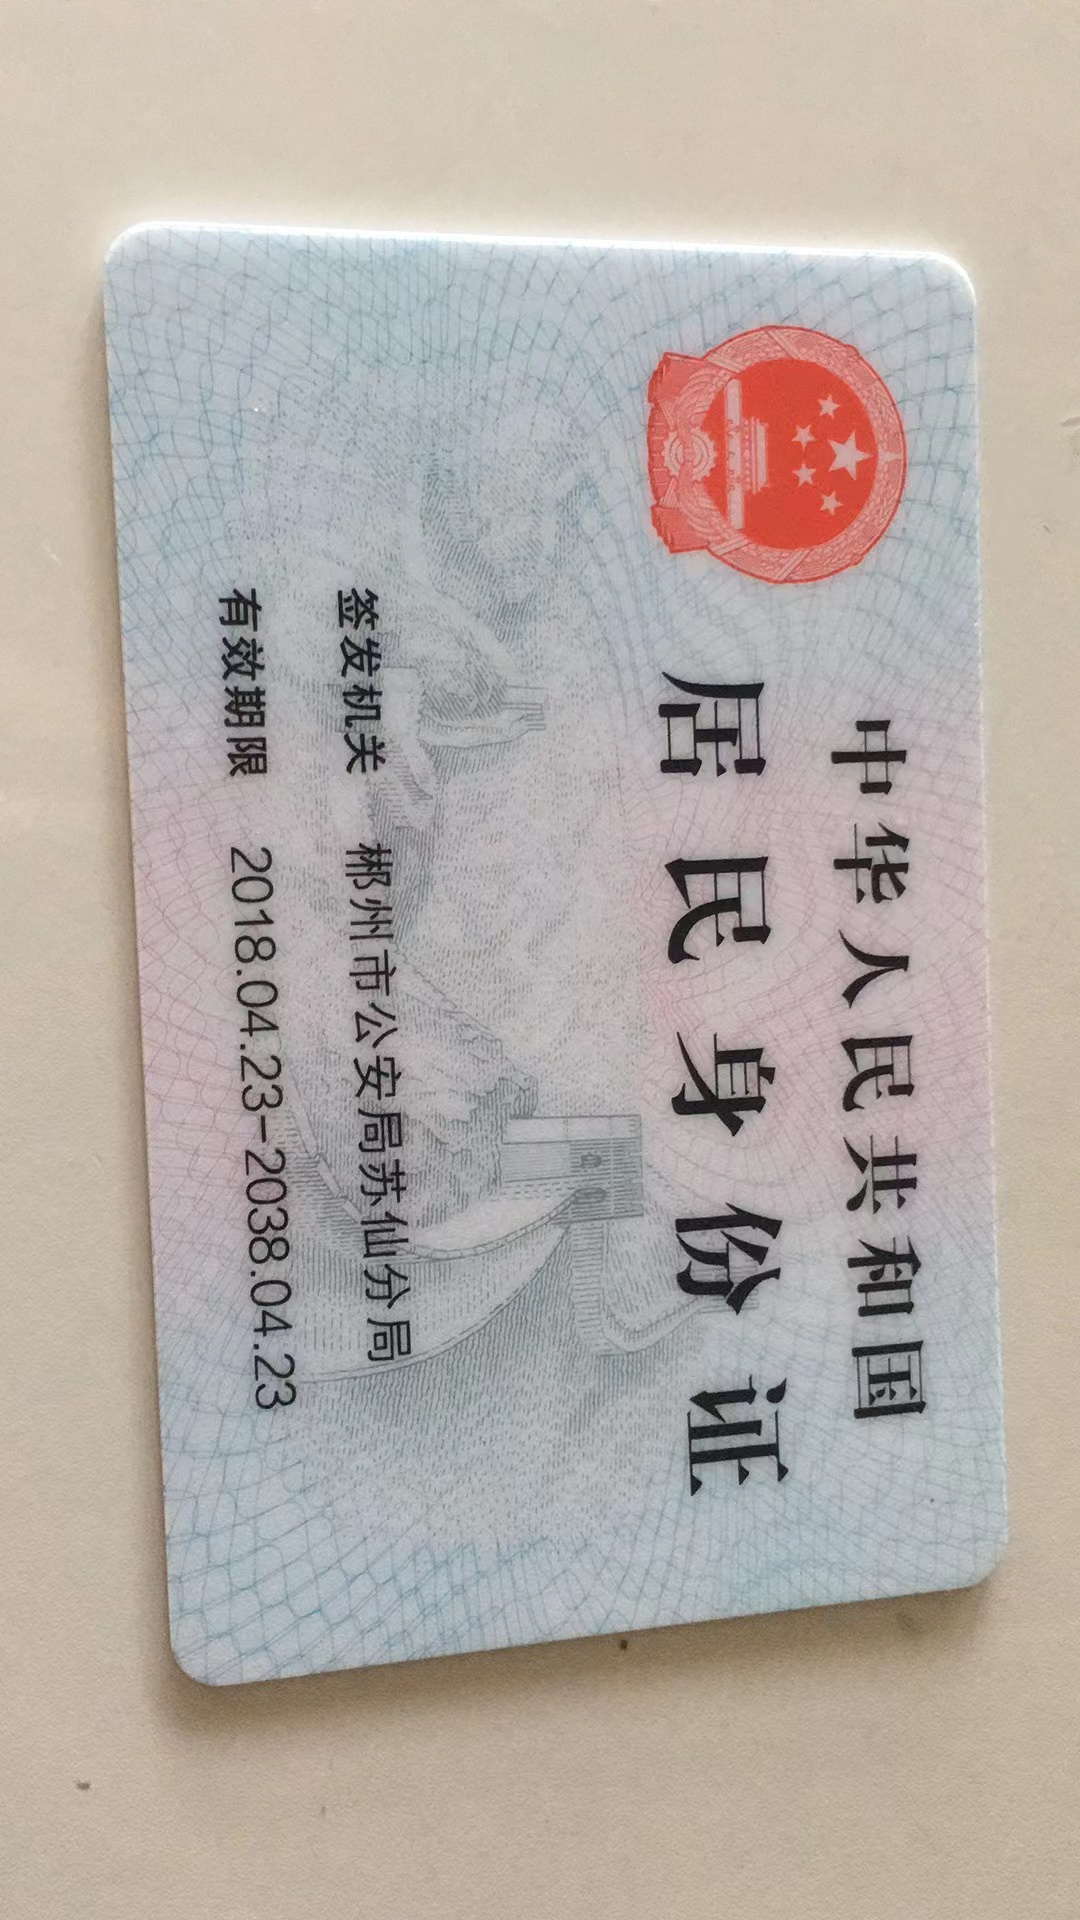 中华人民共和国
居民身份证
签发机关 郴州市公安局苏仙分局
有效期限 2018.04.23-2038.04.23